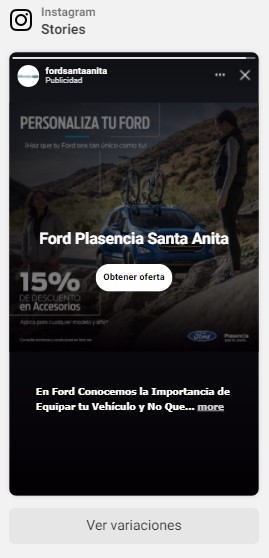 Instagram
Stories
fordsantaanita
Publicidad
PERSONALIZA TU FORD
¡Haz que tu Ford sea tan único como tú!
Ford Plasencia Santa Anita
Obtener oferta
15%
DE DESCUENTO
en Accesorios
Aplica para cualquier modelo y año*
Ford
Plasencia
En Ford Conocemos la Importancia de
Equipar tu Vehículo y No Que... more
Ver variaciones